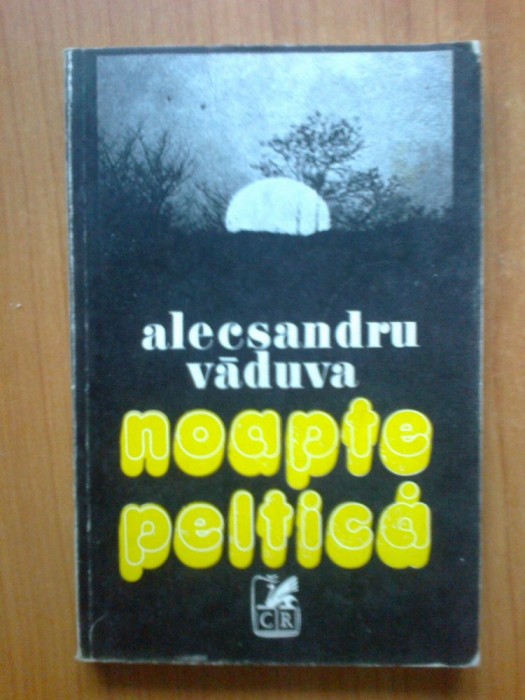 alecsandru
văduva
noapte
peltică
CR